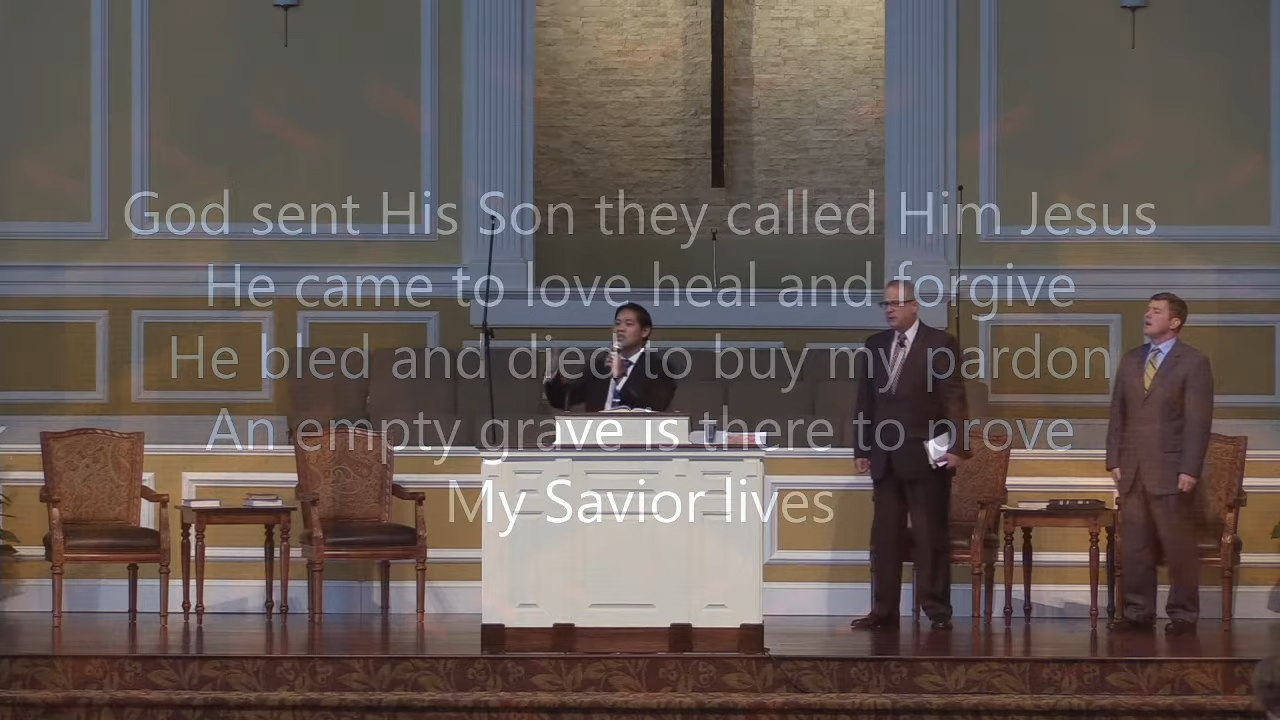 God sent His Son they called Him Jesus
He came to love heal and forgive
He bled and died to buy my pardon
An empty grave is there to prove
My Savior lives